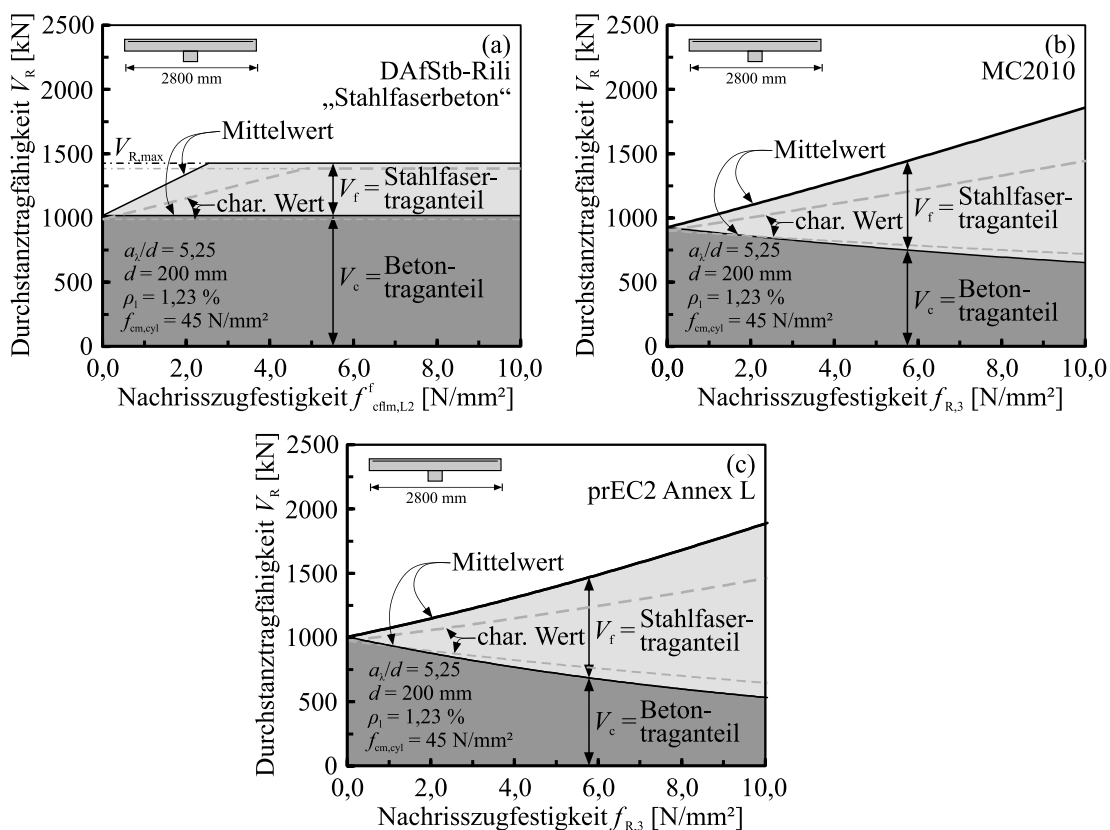 Durchstanztragfähigkeit V_R [kN]
2500
2000
1500
1000
500
0
2800 mm
(a)
DAfStb-Rili
„Stahlfaserbeton“
V_R,max
Mittelwert
char. Wert
V_f = Stahlfaser-
traganteil
V_c = Beton-
traganteil
a_λ/d = 5,25
d = 200 mm
ρ_l = 1,23 %
f_cm,cyl = 45 N/mm²
0,0 2,0 4,0 6,0 8,0 10,0
Nachrisszugfestigkeit f^f_cflm,L2 [N/mm²]
Durchstanztragfähigkeit V_R [kN]
2500
2000
1500
1000
500
0
2800 mm
(b)
MC2010
Mittelwert
char. Wert
V_f = Stahlfaser-
traganteil
V_c = Beton-
traganteil
a_λ/d = 5,25
d = 200 mm
ρ_l = 1,23 %
f_cm,cyl = 45 N/mm²
0,0 2,0 4,0 6,0 8,0 10,0
Nachrisszugfestigkeit f_R,3 [N/mm²]
Durchstanztragfähigkeit V_R [kN]
2500
2000
1500
1000
500
0
2800 mm
(c)
prEC2 Annex L
Mittelwert
char. Wert
V_f = Stahlfaser-
traganteil
V_c = Beton-
traganteil
a_λ/d = 5,25
d = 200 mm
ρ_l = 1,23 %
f_cm,cyl = 45 N/mm²
0,0 2,0 4,0 6,0 8,0 10,0
Nachrisszugfestigkeit f_R,3 [N/mm²]